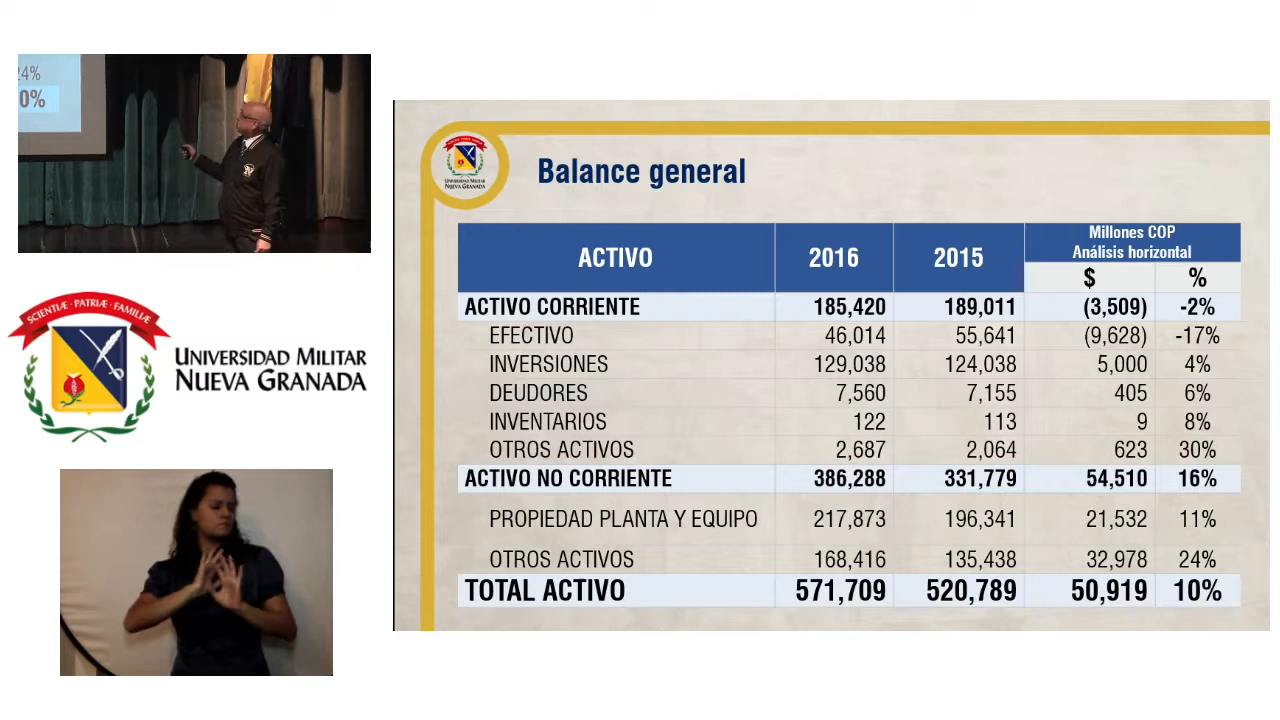 24%
0%
N
SCIENTIÆ · PATRIÆ · FAMILIÆ
UNIVERSIDAD MILITAR
NUEVA GRANADA
UNIVERSIDAD MILITAR
NUEVA GRANADA
Balance general
ACTIVO 2016 2015 Millones COP
Análisis horizontal
$ %
ACTIVO CORRIENTE 185,420 189,011 (3,509) -2%
EFECTIVO 46,014 55,641 (9,628) -17%
INVERSIONES 129,038 124,038 5,000 4%
DEUDORES 7,560 7,155 405 6%
INVENTARIOS 122 113 9 8%
OTROS ACTIVOS 2,687 2,064 623 30%
ACTIVO NO CORRIENTE 386,288 331,779 54,510 16%
PROPIEDAD PLANTA Y EQUIPO 217,873 196,341 21,532 11%
OTROS ACTIVOS 168,416 135,438 32,978 24%
TOTAL ACTIVO 571,709 520,789 50,919 10%